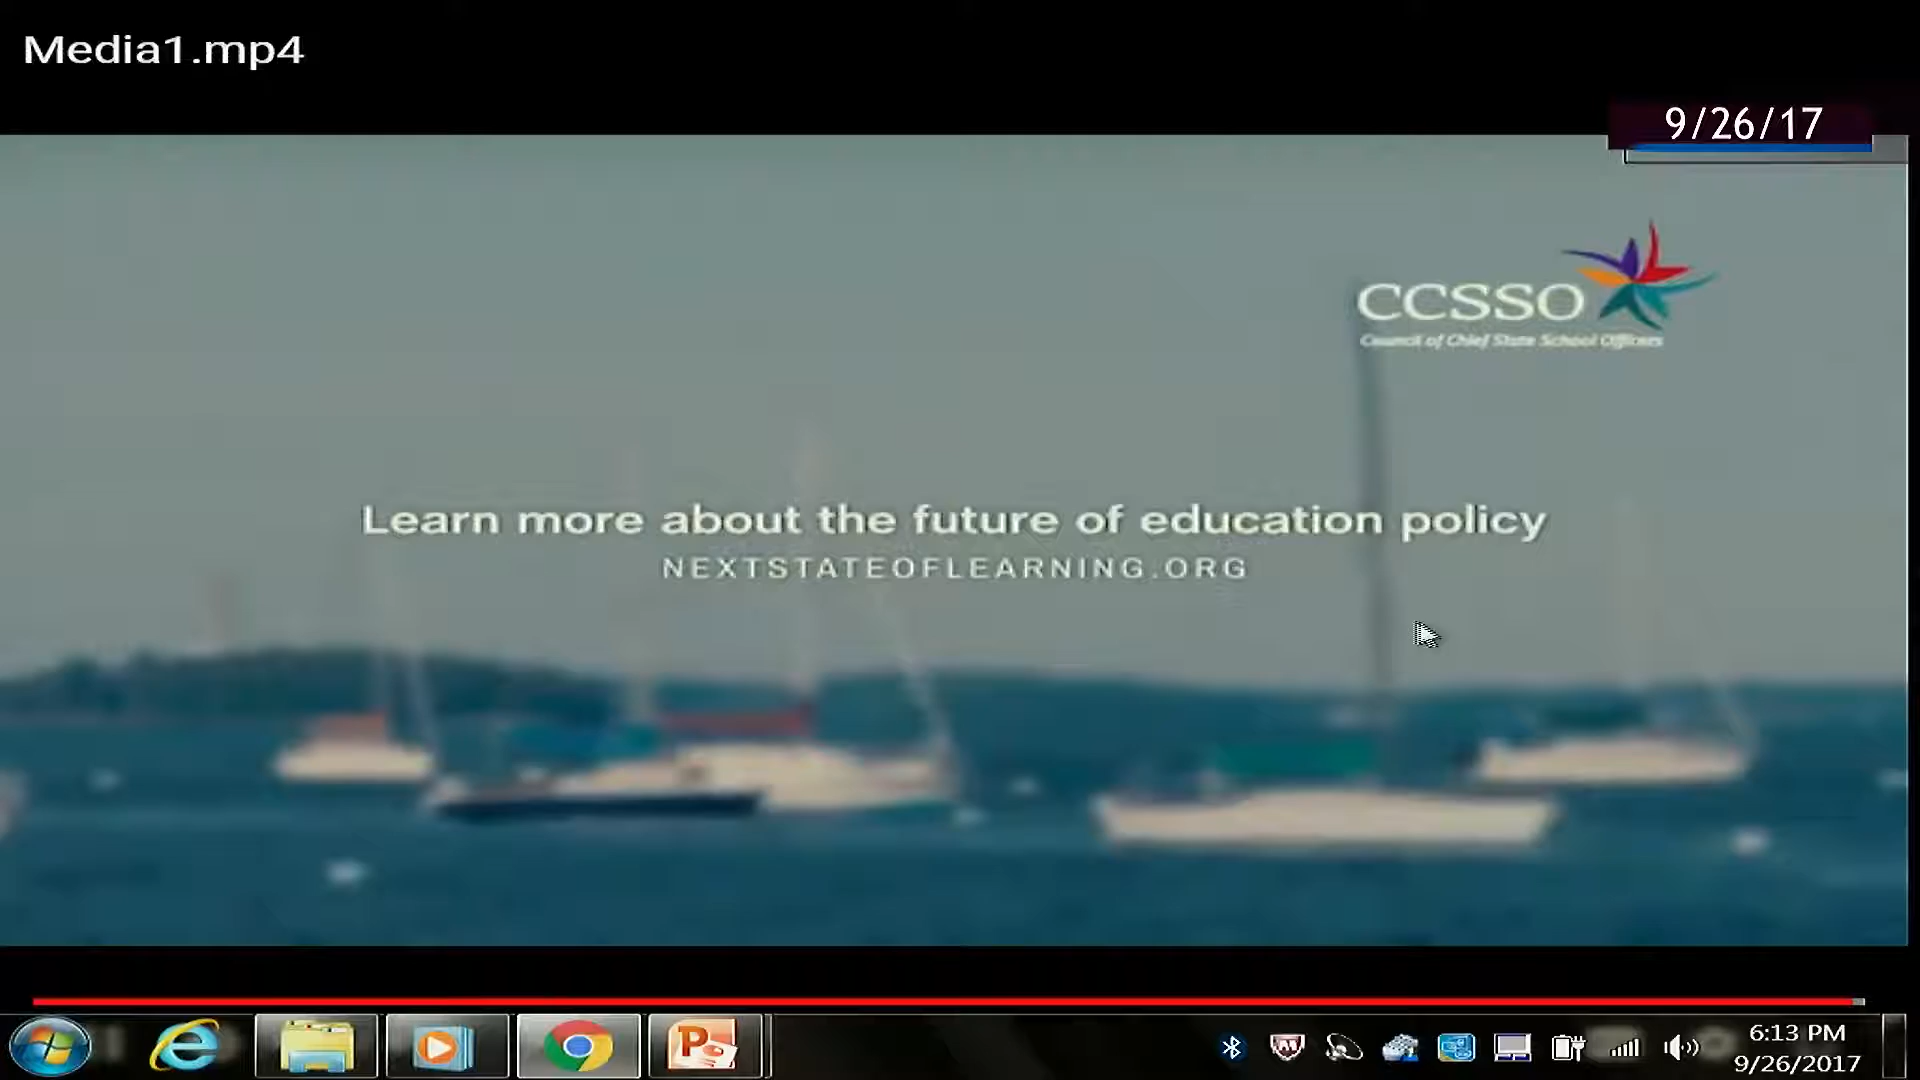 Media1.mp4
9/26/17
CCSSO
Council of Chief State School Officers
Learn more about the future of education policy
NEXTSTATEOFLEARNING.ORG
6:13 PM
9/26/2017